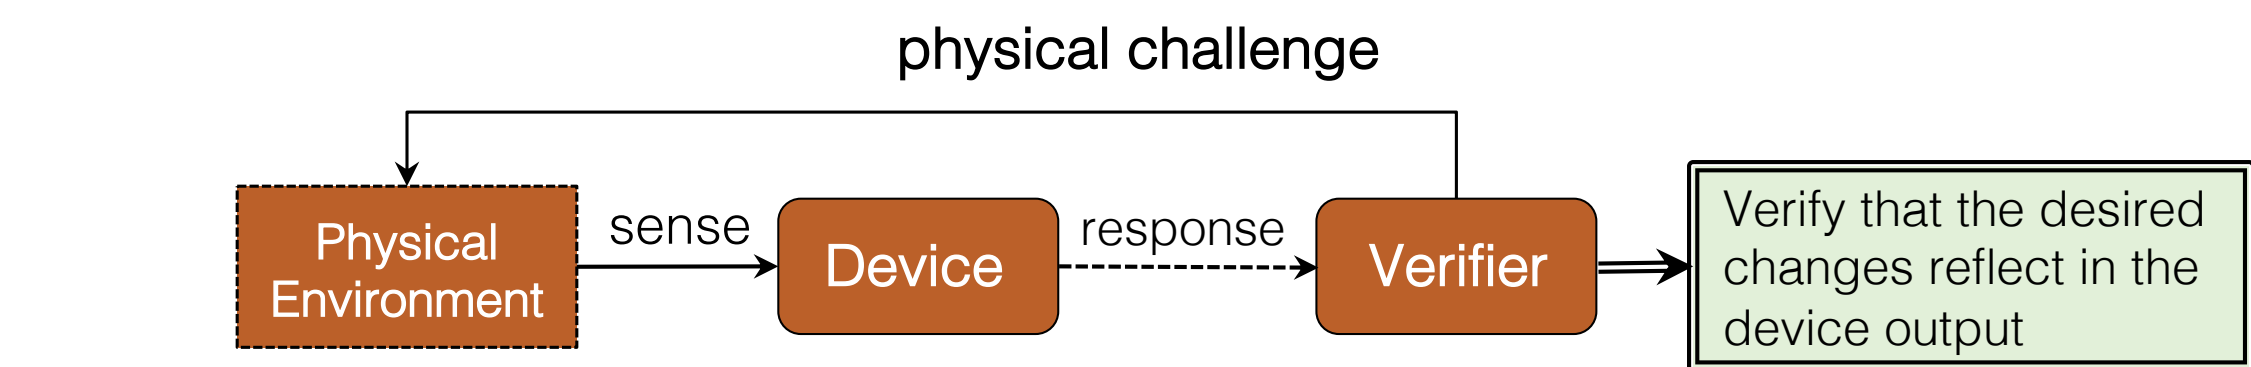 physical challenge
Physical
Environment
sense
Device
response
Verifier
Verify that the desired
changes reflect in the
device output